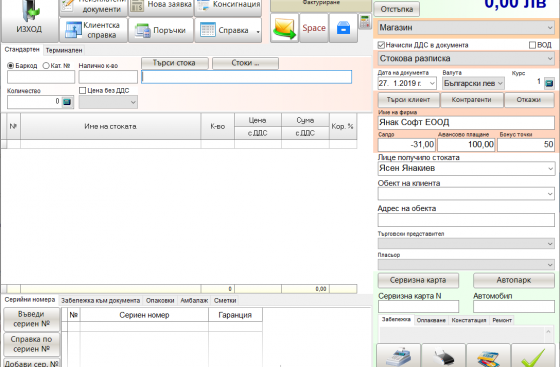 Неизплатени документи
Нова заявка
Консигнация
Фактуриране
0,00 лв
Отстъпка
ИЗХОД
Клиентска справка
Поръчки
Справка
Space
Магазин
Начисли ДДС в документа
ВОД
Стандартен
Терминален
Стокова разписка
Баркод
Кат. №
Налично к-во
Търси стока
Стоки ...
Дата на документа
Валута
Курс
27. 1.2019 г.
Български лев
1
Количество
Цена без ДДС
0
Търси клиент
Контрагенти
Откажи
Име на фирма
Янак Софт ЕООД
№
Име на стоката
К-во
Цена
с ДДС
Сума
с ДДС
Кор. %
Салдо
Авансово плащане
Бонус точки
-31,00
100,00
50
Лице получило стоката
Ясен Янакиев
Обект на клиента
Адрес на обекта
Търговски представител
Пласьор
Сервизна карта
Автопарк
0
0,00
Серийни номера
Забележка към документа
Опаковки
Амбалаж
Сметки
Сервизна карта N
Автомобил
Въведи сериен №
№
Сериен номер
Гаранция
Забележка
Оплакване
Констатация
Ремонт
Справка по сериен №
Добави сер. №